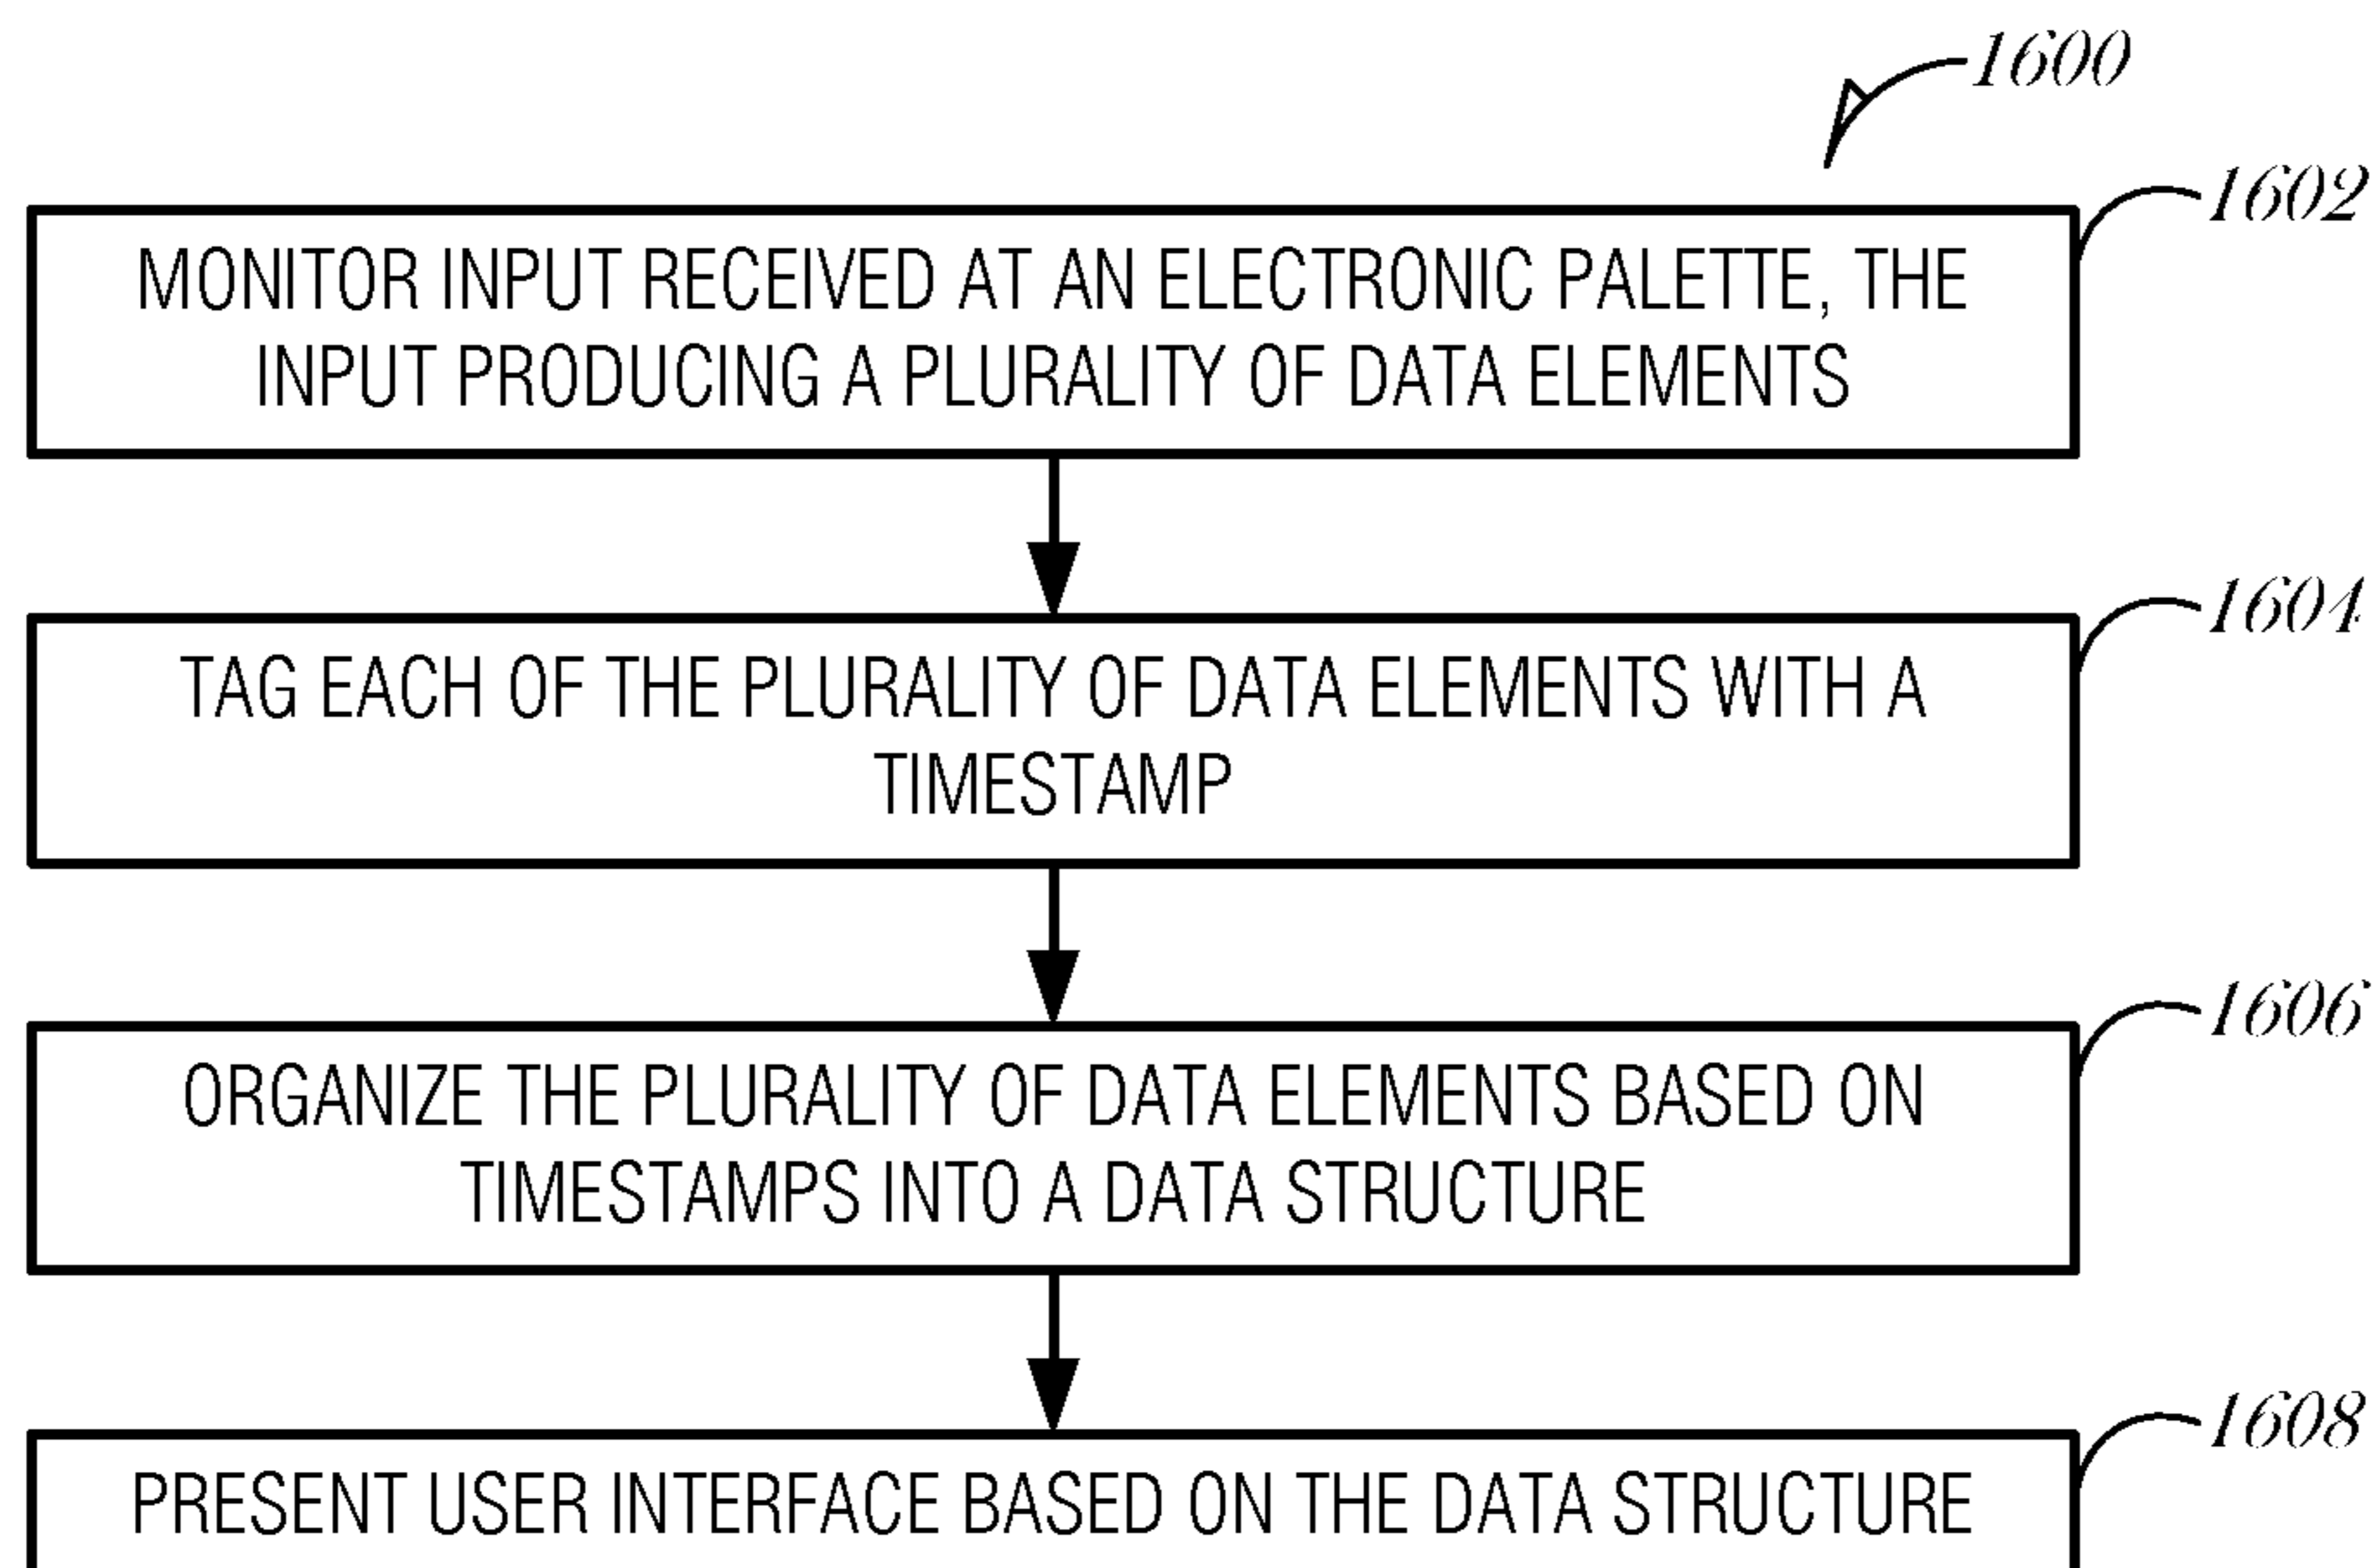 1600
1602
MONITOR INPUT RECEIVED AT AN ELECTRONIC PALETTE, THE
INPUT PRODUCING A PLURALITY OF DATA ELEMENTS
1604
TAG EACH OF THE PLURALITY OF DATA ELEMENTS WITH A
TIMESTAMP
1606
ORGANIZE THE PLURALITY OF DATA ELEMENTS BASED ON
TIMESTAMPS INTO A DATA STRUCTURE
1608
PRESENT USER INTERFACE BASED ON THE DATA STRUCTURE